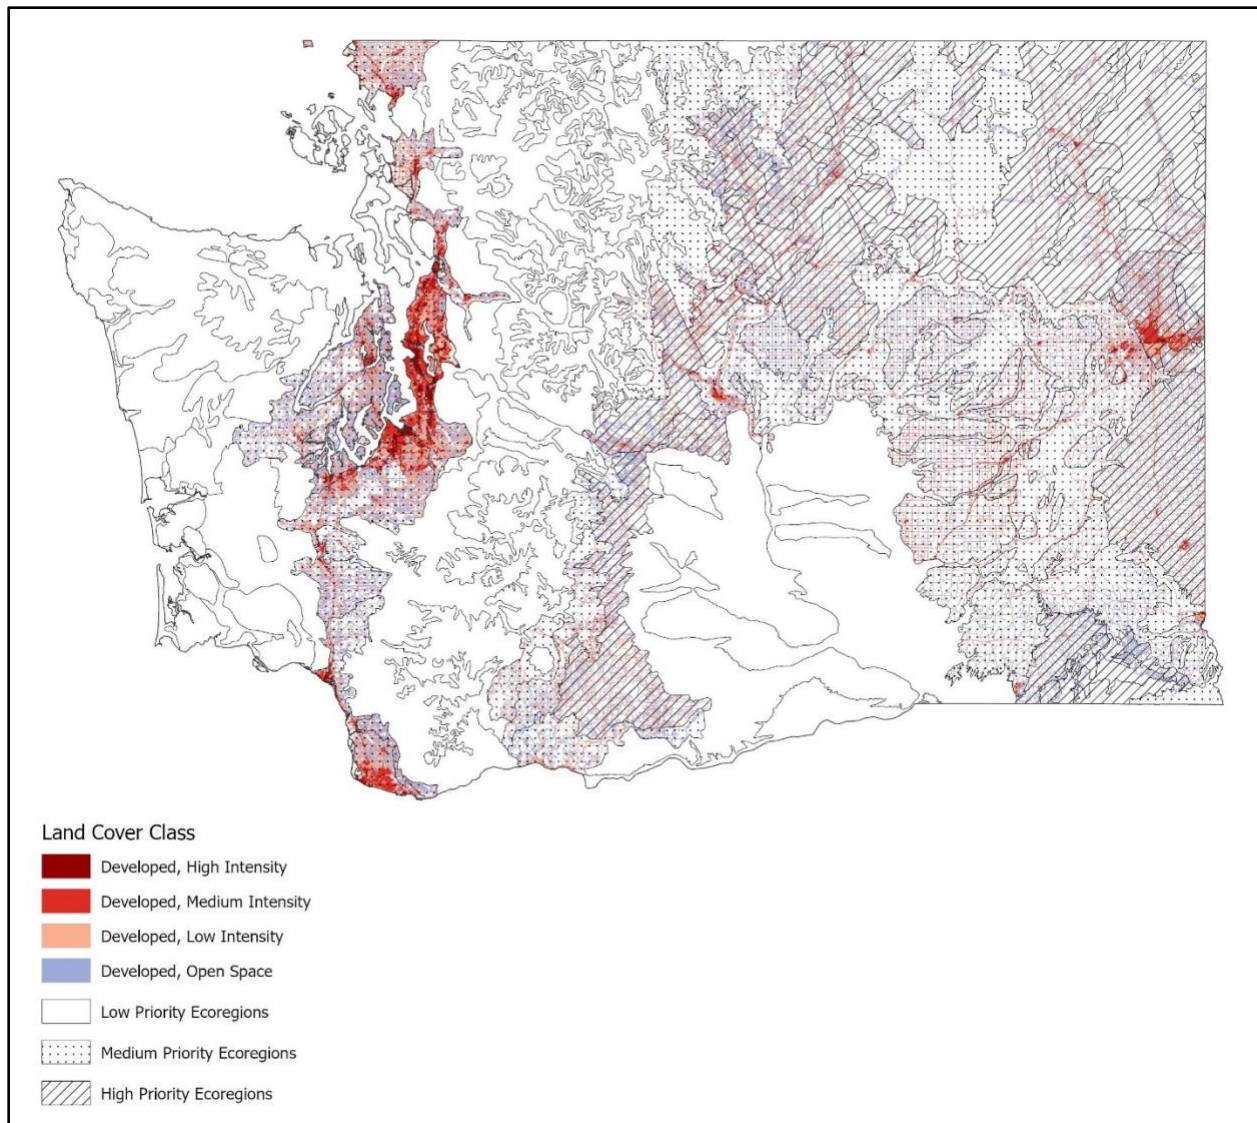 Land Cover Class
Developed, High Intensity
Developed, Medium Intensity
Developed, Low Intensity
Developed, Open Space
Low Priority Ecoregions
Medium Priority Ecoregions
High Priority Ecoregions